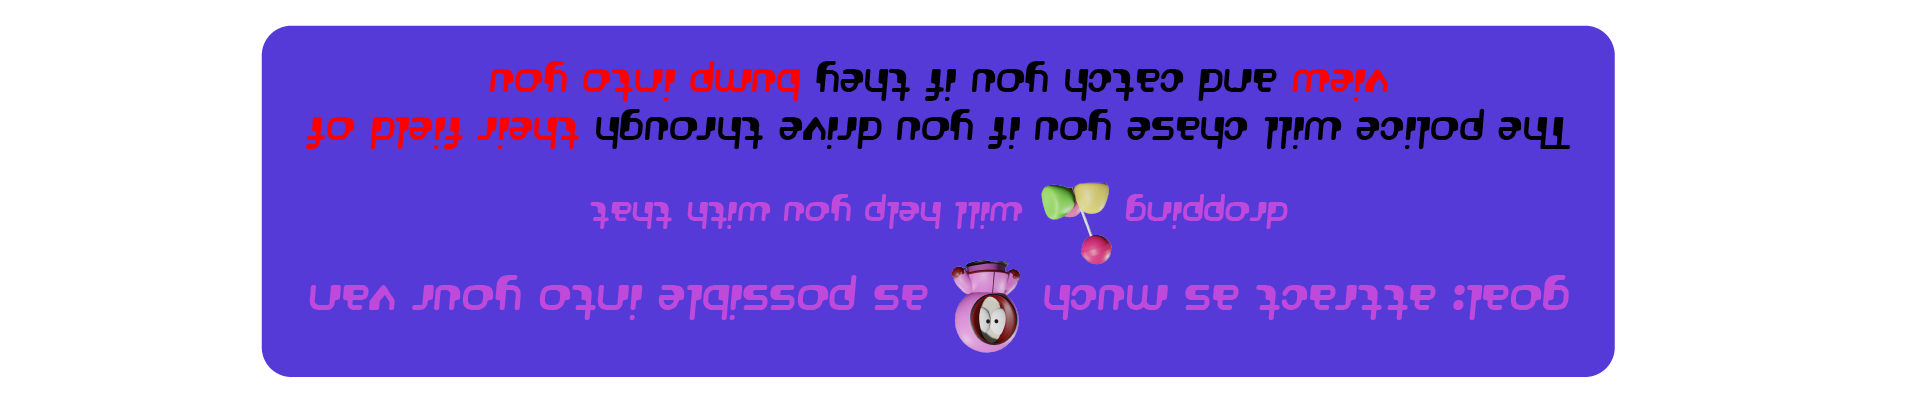 goal: attract as much as possible into your van
dropping will help you with that
The police will chase you if you drive through their field of
view and catch you if they bump into you